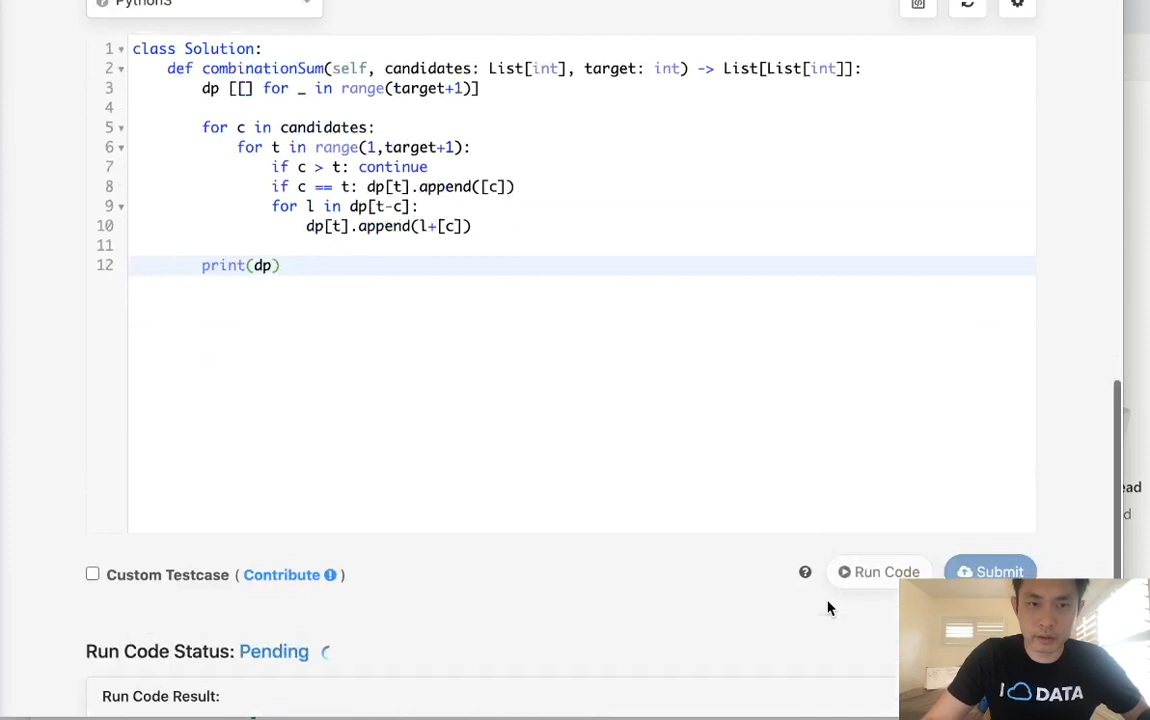 Python3
1 class Solution:
2 def combinationSum(self, candidates: List[int], target: int) -> List[List[int]]:
3 dp [[] for _ in range(target+1)]
4
5 for c in candidates:
6 for t in range(1,target+1):
7 if c > t: continue
8 if c == t: dp[t].append([c])
9 for l in dp[t-c]:
10 dp[t].append(l+[c])
11
12 print(dp)
ead
d
Custom Testcase ( Contribute )
? Run Code Submit
Run Code Status: Pending
Run Code Result:
I DATA